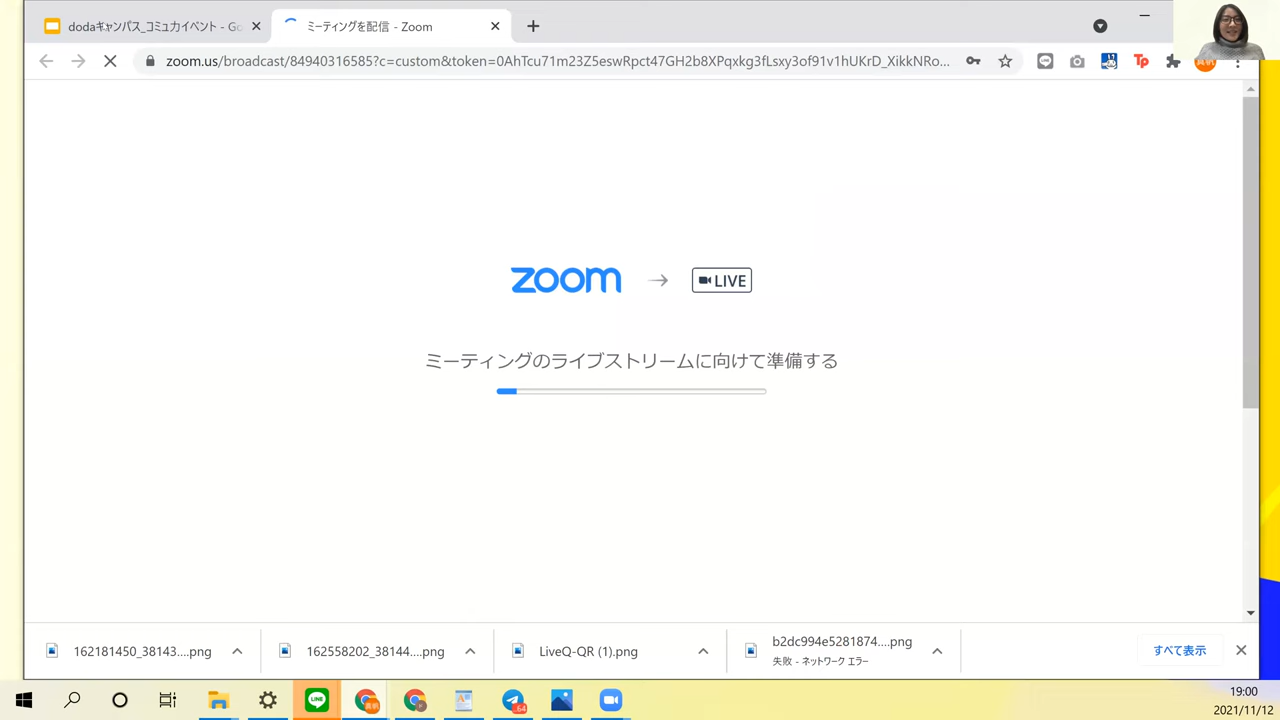 dodaキャンパス_コミュ力イベント - Go
ミーティングを配信 - Zoom
zoom.us/broadcast/84940316585?c=custom&token=0AhTcu71m23Z5eswRpct47GH2b8XPqxkg3fLsxy3of91v1hUKrD_XikkNRo...
zoom → LIVE
ミーティングのライブストリームに向けて準備する
162181450_38143....png
162558202_38144....png
LiveQ-QR (1).png
b2dc994e5281874....png
失敗 - ネットワーク エラー
すべて表示
LINE
64
19:00
2021/11/12